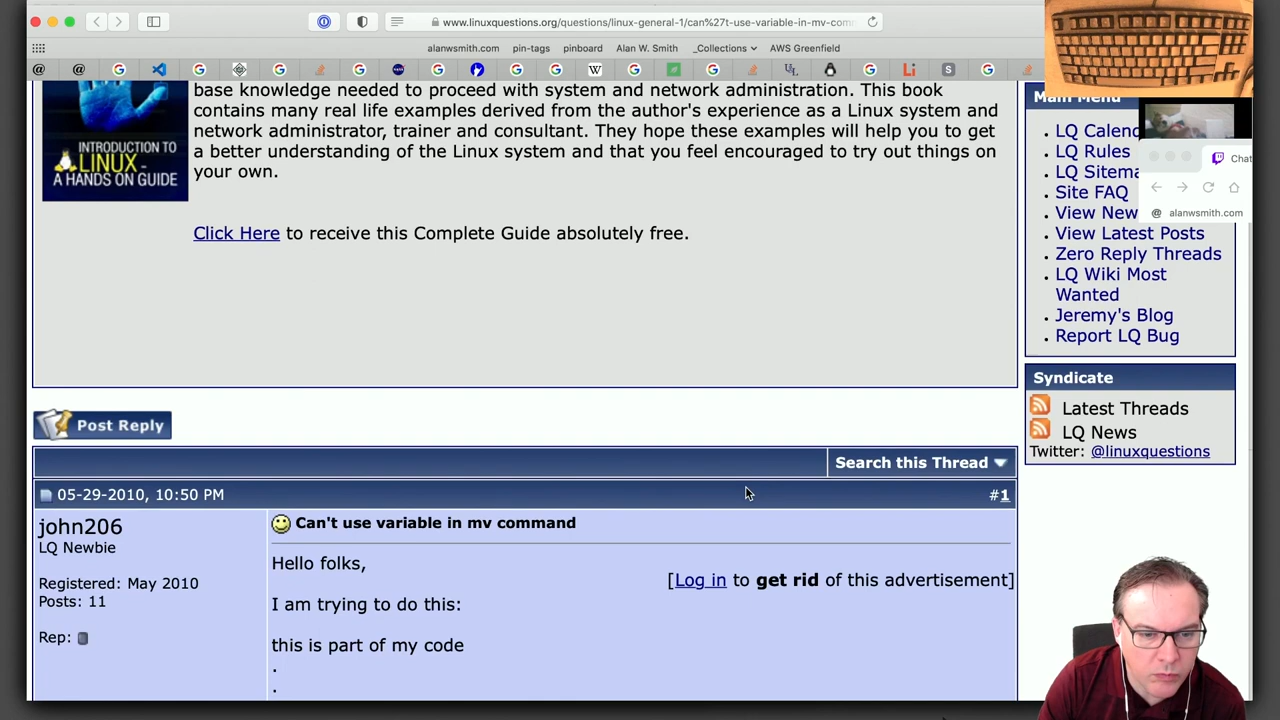 www.linuxquestions.org/questions/linux-general-1/can%27t-use-variable-in-mv-com
alanwsmith.com pin-tags pinboard Alan W. Smith _Collections AWS Greenfield
base knowledge needed to proceed with system and network administration. This book
contains many real life examples derived from the author's experience as a Linux system and
network administrator, trainer and consultant. They hope these examples will help you to get
a better understanding of the Linux system and that you feel encouraged to try out things on
your own.
INTRODUCTION TO
LINUX -
A HANDS ON GUIDE
Click Here to receive this Complete Guide absolutely free.
Main Menu
LQ Calen
LQ Rules
LQ Sitema
Site FAQ
View New
View Latest Posts
Zero Reply Threads
LQ Wiki Most
Wanted
Jeremy's Blog
Report LQ Bug
Chat
alanwsmith.com
Syndicate
Latest Threads
LQ News
Twitter: @linuxquestions
Post Reply
Search this Thread
05-29-2010, 10:50 PM #1
john206
LQ Newbie
Registered: May 2010
Posts: 11
Rep:
Can't use variable in mv command
Hello folks,
[Log in to get rid of this advertisement]
I am trying to do this:
this is part of my code
.
.